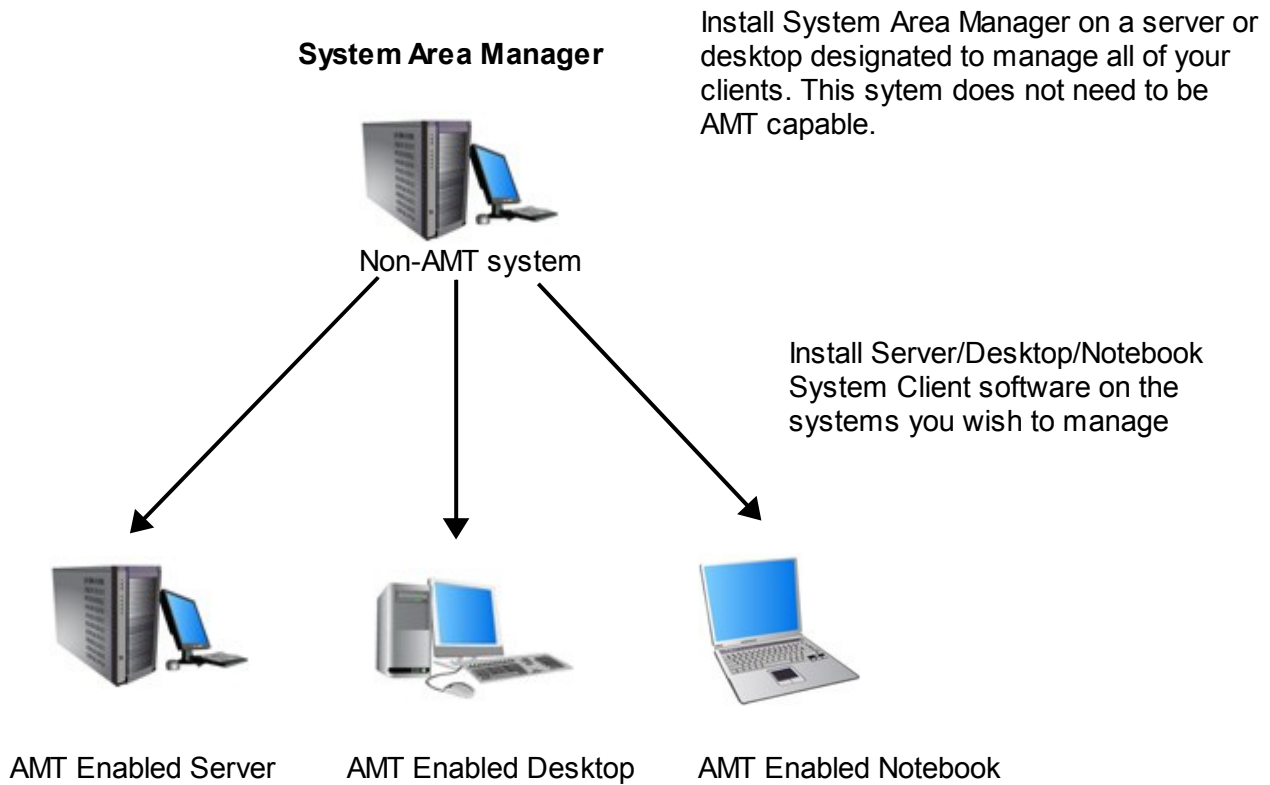 System Area Manager
Install System Area Manager on a server or
desktop designated to manage all of your
clients. This sytem does not need to be
AMT capable.
Non-AMT system
Install Server/Desktop/Notebook
System Client software on the
systems you wish to manage
AMT Enabled Server
AMT Enabled Desktop
AMT Enabled Notebook